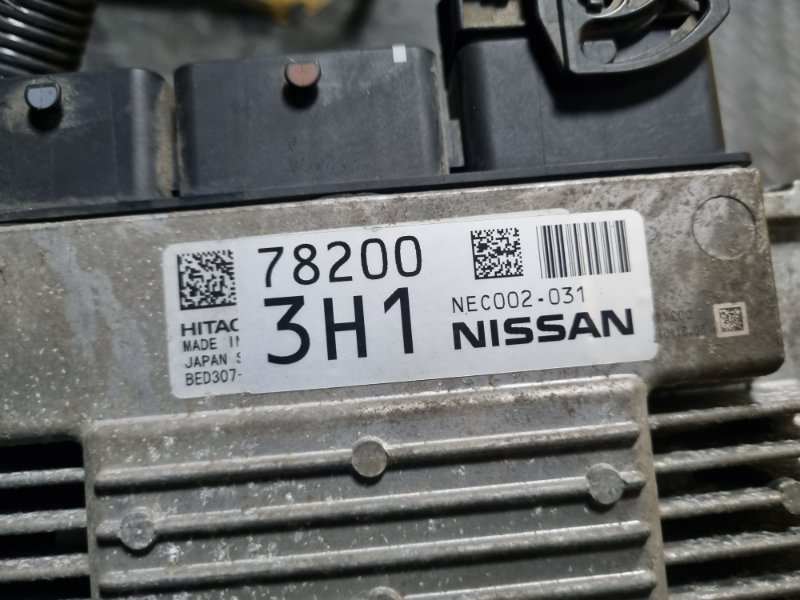 78200
3H1
NEC002-031
NISSAN
HITAC
MADE IN
JAPAN S
BED307-